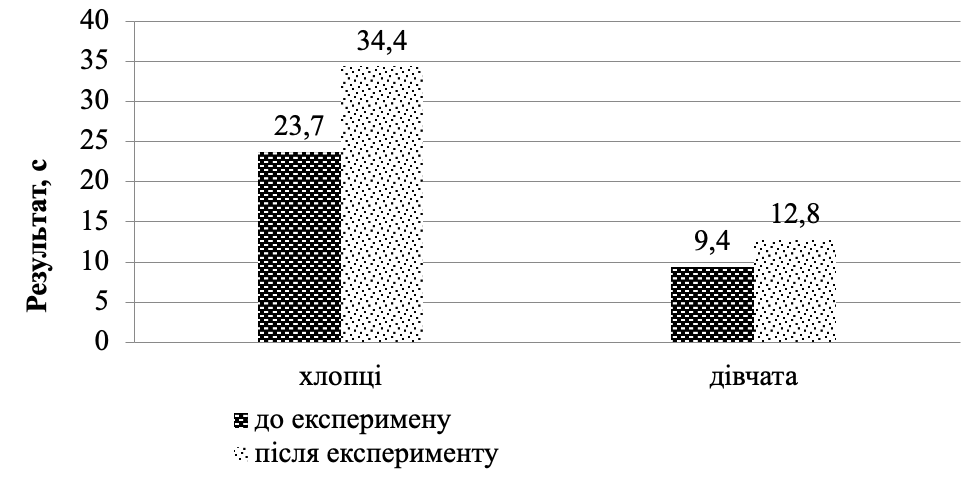 40
35
30
25
20
15
10
5
0
Результат, с
34,4
23,7
12,8
9,4
хлопці
дівчата
до експеримену
після експерименту